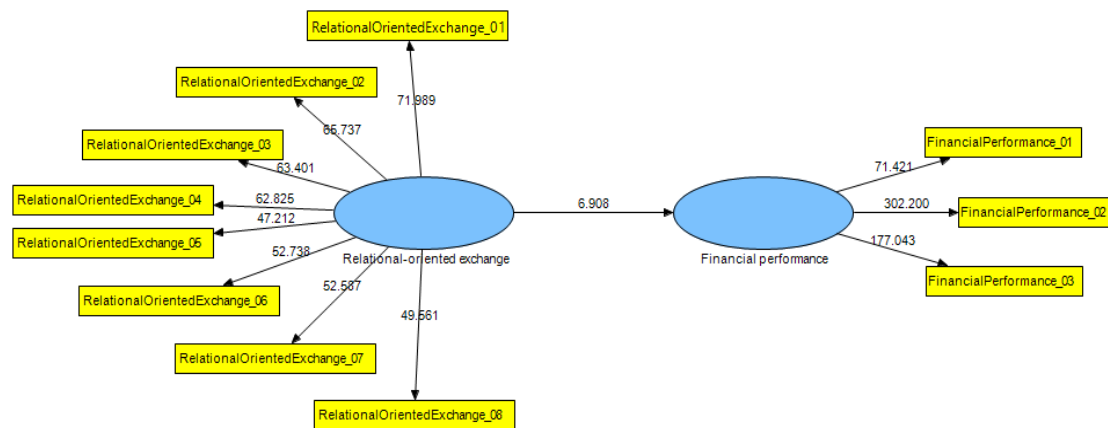 RelationalOrientedExchange_01
RelationalOrientedExchange_02
71.989
65.737
RelationalOrientedExchange_03
63.401
RelationalOrientedExchange_04
62.825
RelationalOrientedExchange_05
47.212
52.738
Relational-oriented exchange
RelationalOrientedExchange_06
52.587
49.561
RelationalOrientedExchange_07
RelationalOrientedExchange_08
6.908
Financial performance
FinancialPerformance_01
71.421
302.200
FinancialPerformance_02
177.043
FinancialPerformance_03